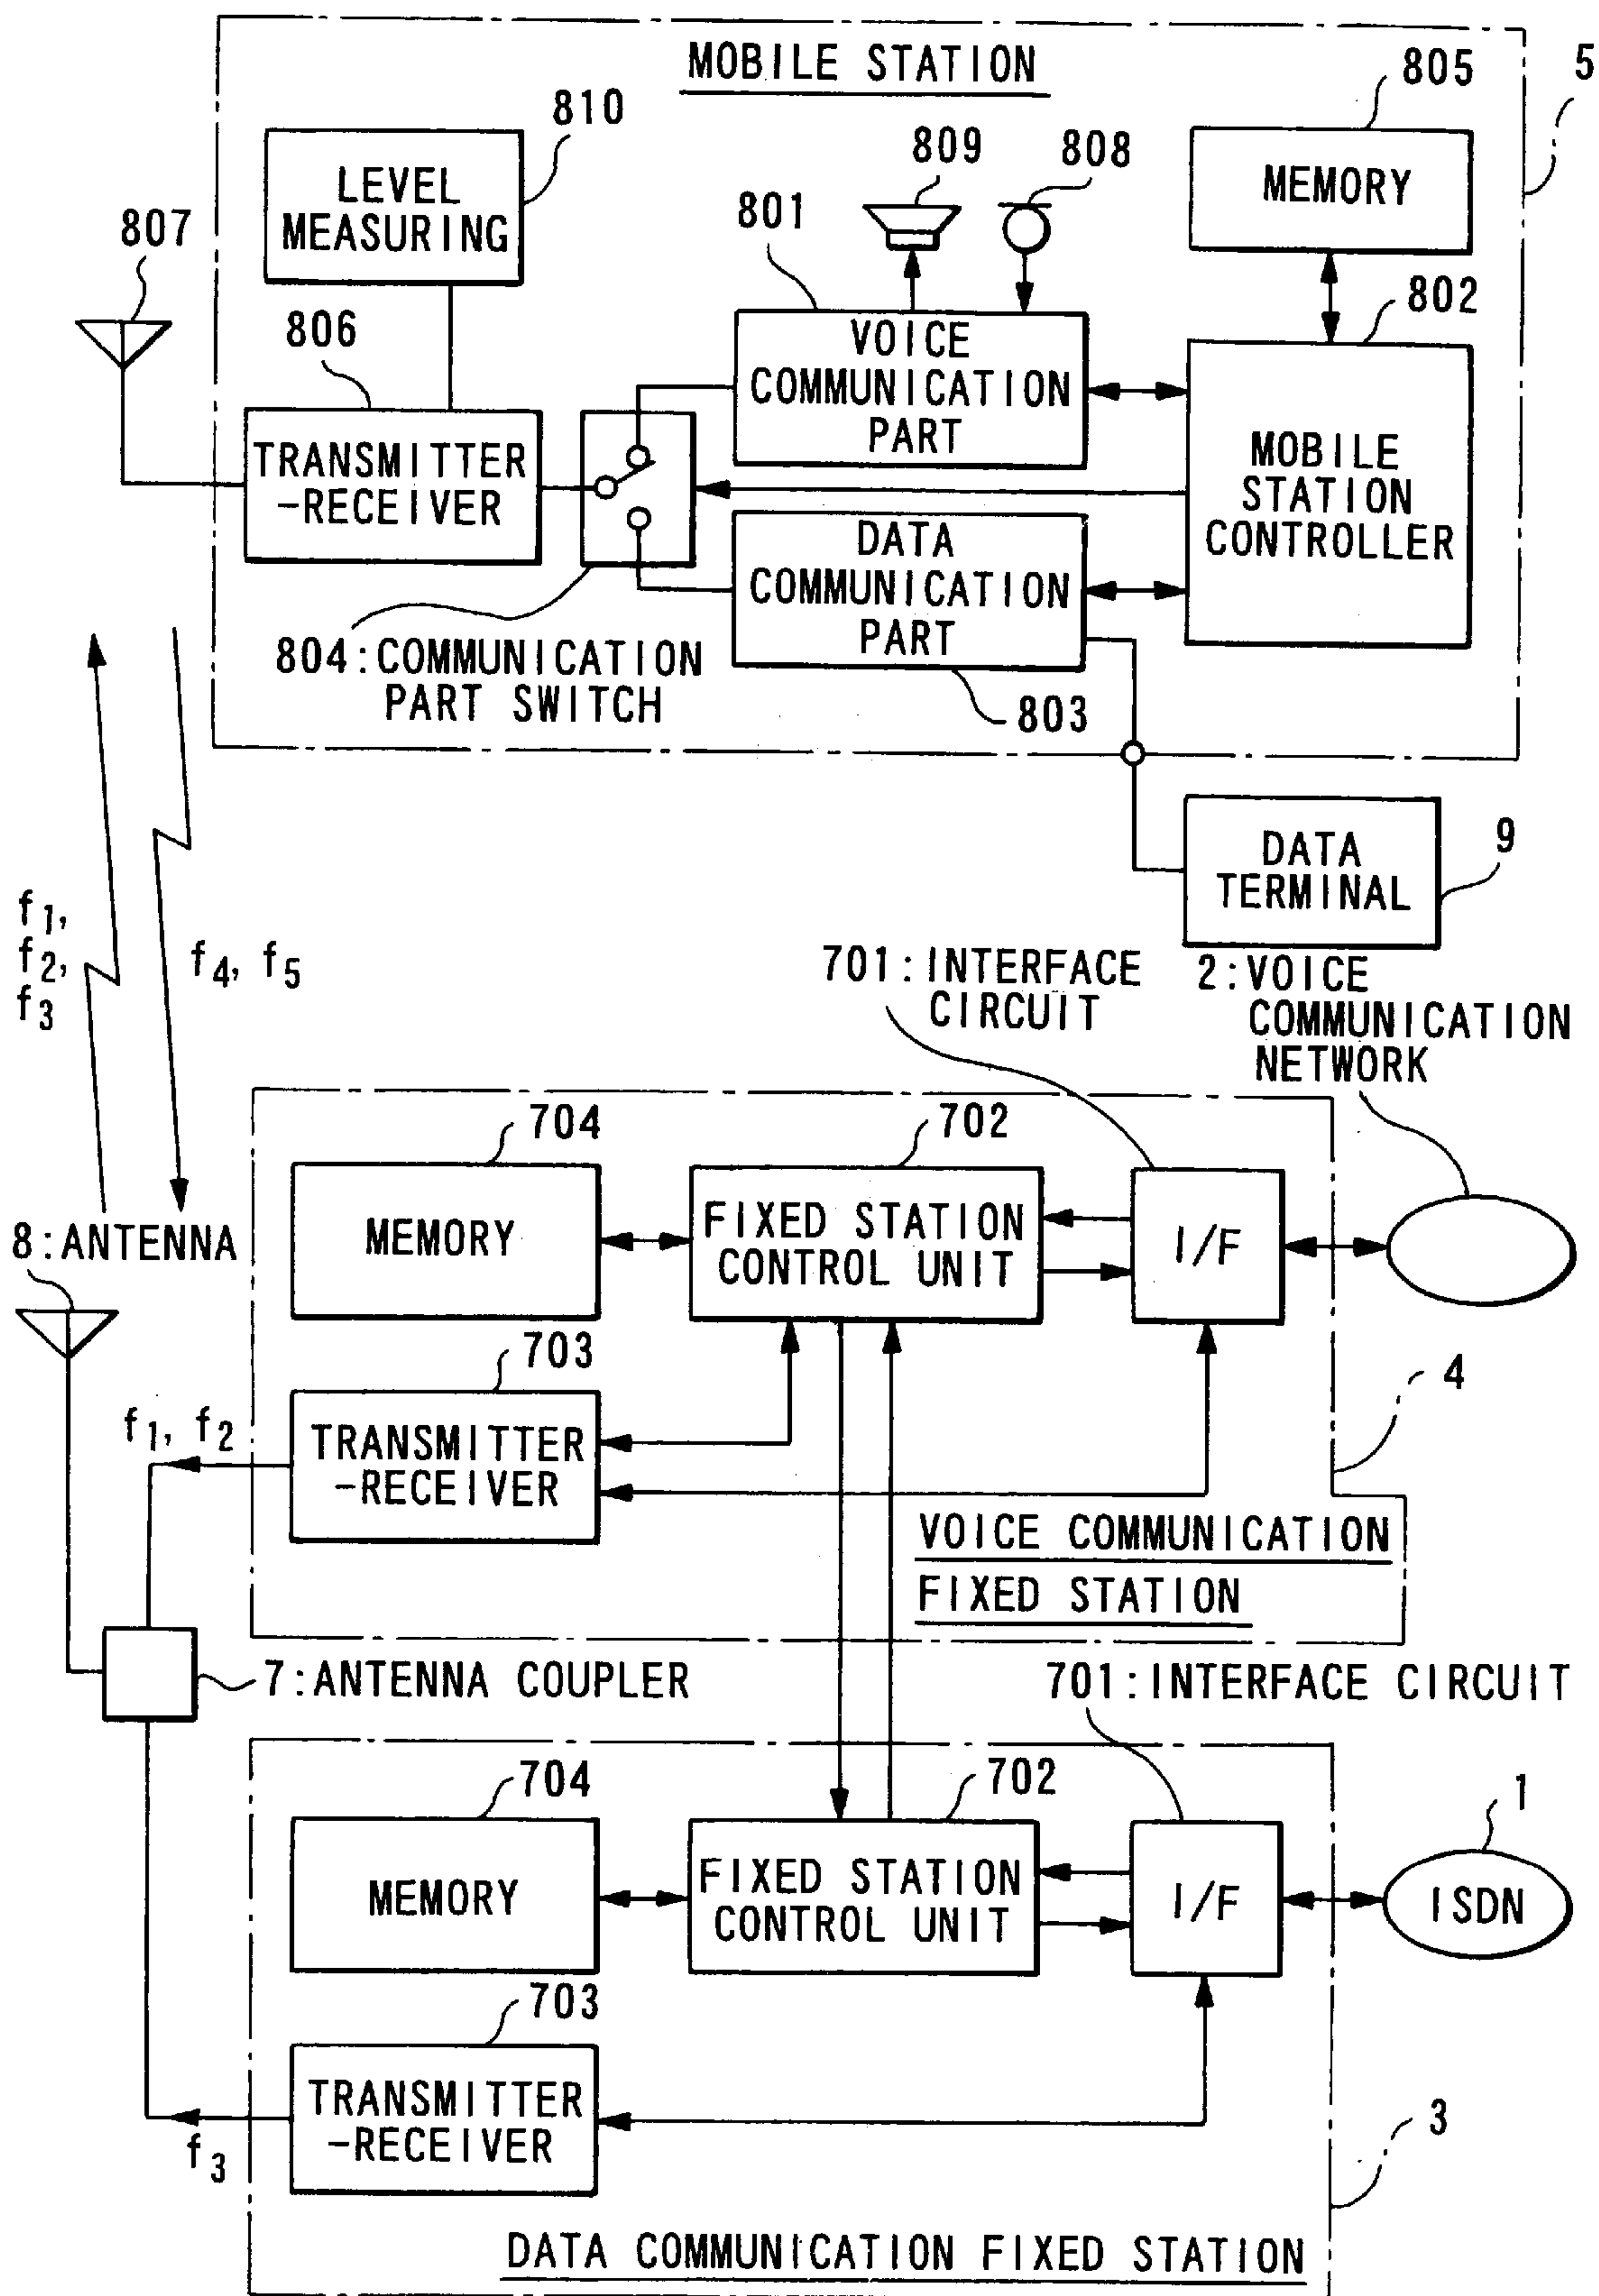 MOBILE STATION
5
805
810
LEVEL
MEASURING
809
808
MEMORY
801
807
802
806
VOICE
COMMUNICATION
PART
TRANSMITTER
-RECEIVER
MOBILE
STATION
CONTROLLER
DATA
COMMUNICATION
PART
804:COMMUNICATION
PART SWITCH
803
DATA
TERMINAL
9
f1,
f2,
f3
f4, f5
701:INTERFACE
CIRCUIT
2:VOICE
COMMUNICATION
NETWORK
704
702
MEMORY
FIXED STATION
CONTROL UNIT
I/F
8:ANTENNA
703
4
f1, f2
TRANSMITTER
-RECEIVER
VOICE COMMUNICATION
FIXED STATION
7:ANTENNA COUPLER
701:INTERFACE CIRCUIT
704
702
1
MEMORY
FIXED STATION
CONTROL UNIT
I/F
ISDN
703
TRANSMITTER
-RECEIVER
f3
3
DATA COMMUNICATION FIXED STATION